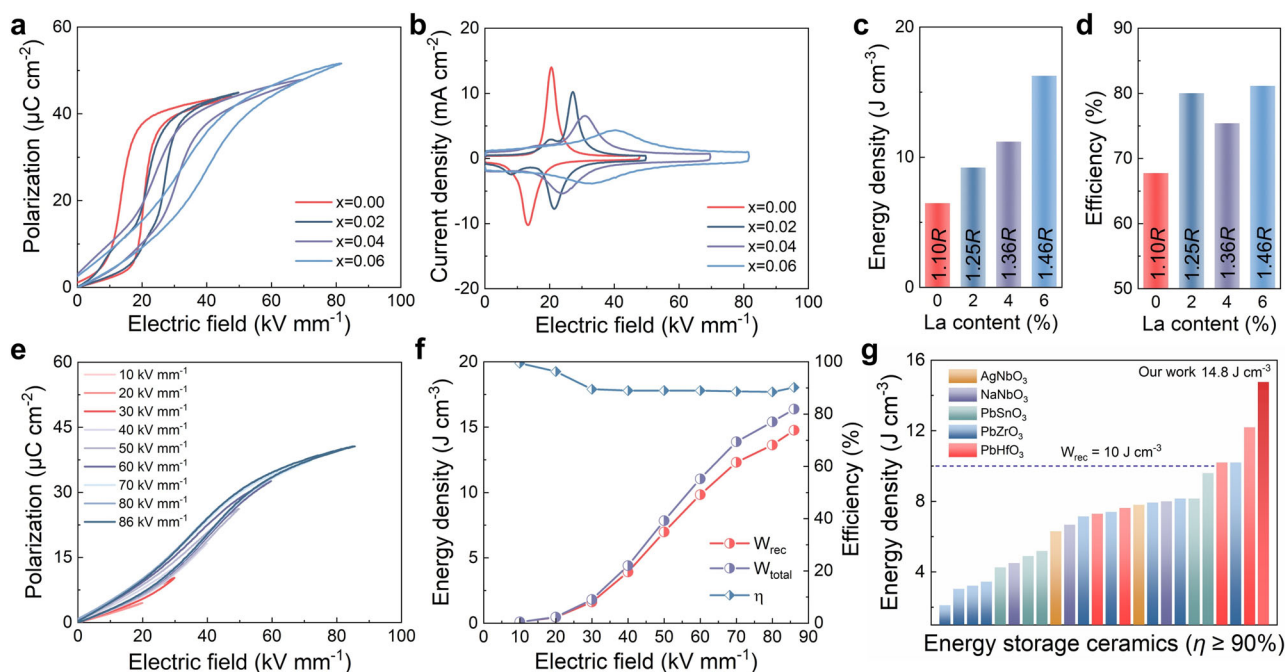 a
60
40
20
0
Polarization (µC cm⁻²)
x=0.00
x=0.02
x=0.04
x=0.06
0 20 40 60 80 100
Electric field (kV mm⁻¹)
b
20
10
0
-10
-20
Current density (mA cm⁻²)
x=0.00
x=0.02
x=0.04
x=0.06
0 20 40 60 80 100
Electric field (kV mm⁻¹)
c
20
10
0
Energy density (J cm⁻³)
1.10R
1.25R
1.36R
1.46R
0 2 4 6
La content (%)
d
90
80
70
60
50
Efficiency (%)
1.10R
1.25R
1.36R
1.46R
0 2 4 6
La content (%)
e
60
45
30
15
0
Polarization (µC cm⁻²)
10 kV mm⁻¹
20 kV mm⁻¹
30 kV mm⁻¹
40 kV mm⁻¹
50 kV mm⁻¹
60 kV mm⁻¹
70 kV mm⁻¹
80 kV mm⁻¹
86 kV mm⁻¹
0 20 40 60 80 100
Electric field (kV mm⁻¹)
f
20
18
16
14
12
10
8
6
4
2
0
Energy density (J cm⁻³)
100
80
60
40
20
0
Efficiency (%)
W_rec
W_total
η
0 10 20 30 40 50 60 70 80 90
Electric field (kV mm⁻¹)
g
16
12
8
4
Energy density (J cm⁻³)
AgNbO₃
NaNbO₃
PbSnO₃
PbZrO₃
PbHfO₃
Our work 14.8 J cm⁻³
W_rec = 10 J cm⁻³
Energy storage ceramics (η ≥ 90%)